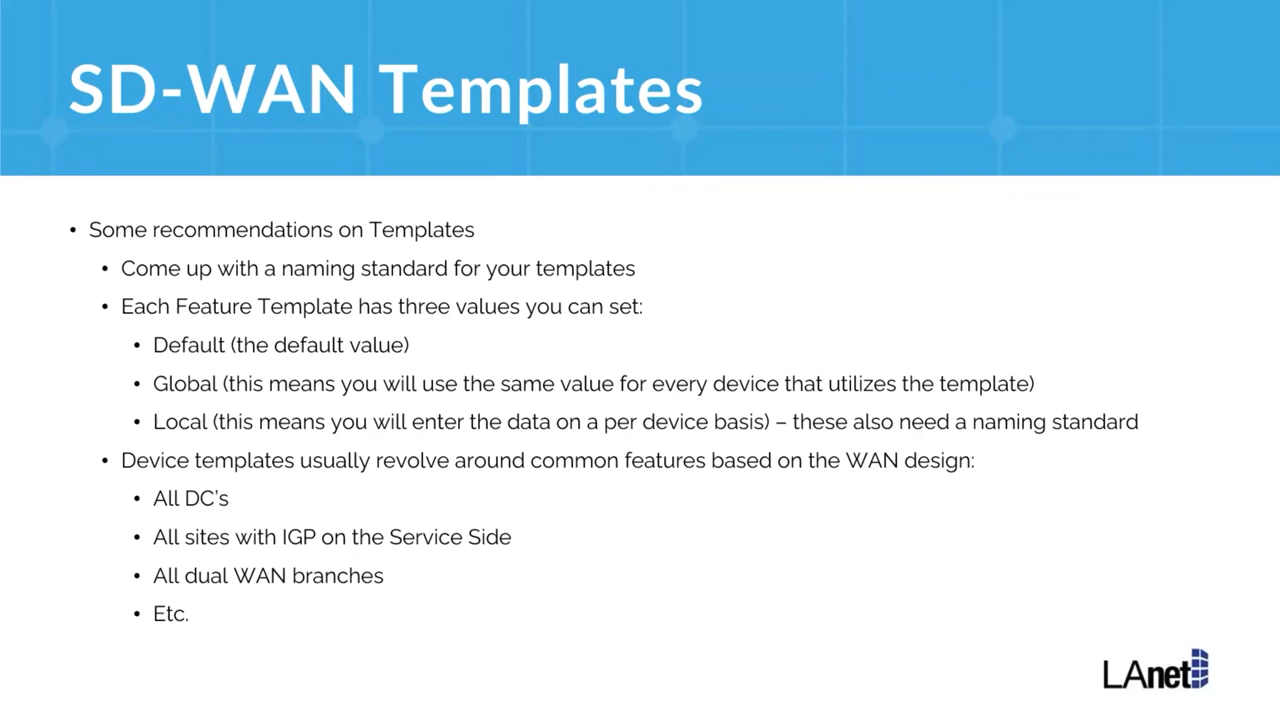 SD-WAN Templates
• Some recommendations on Templates
• Come up with a naming standard for your templates
• Each Feature Template has three values you can set:
• Default (the default value)
• Global (this means you will use the same value for every device that utilizes the template)
• Local (this means you will enter the data on a per device basis) – these also need a naming standard
• Device templates usually revolve around common features based on the WAN design:
• All DC's
• All sites with IGP on the Service Side
• All dual WAN branches
• Etc.
LAnet